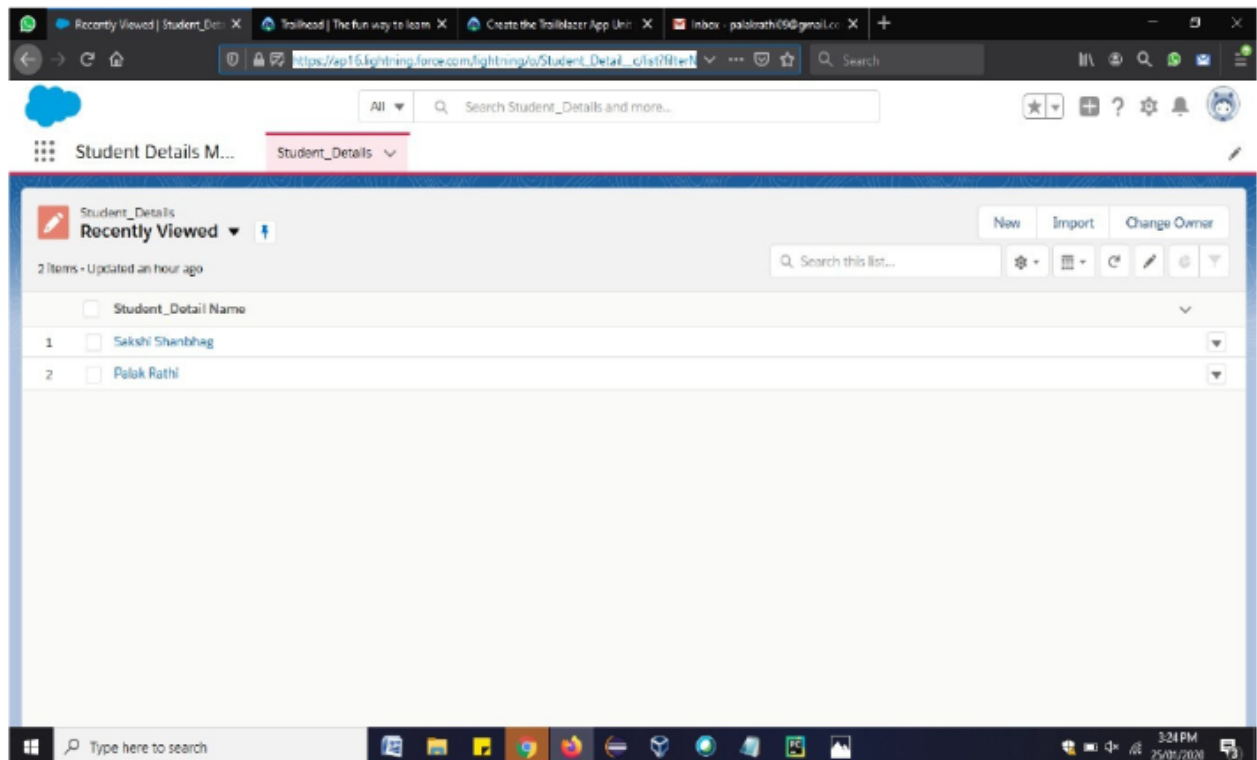 Recently Viewed | Student_Det X Trailhead | The fun way to learn X Create the Trailblazer App Unit X Inbox - palakrathi09@gmail.co X +
https://ap16.lightning.force.com/lightning/o/Student_Detail__c/list?filterN Search
All Search Student_Details and more...
Student Details M... Student_Details
Student_Details
Recently Viewed
New Import Change Owner
2 items • Updated an hour ago
Search this list...
Student_Detail Name
1 Sakshi Shanbhag
2 Palak Rathi
Type here to search
3:24 PM
25/01/2020